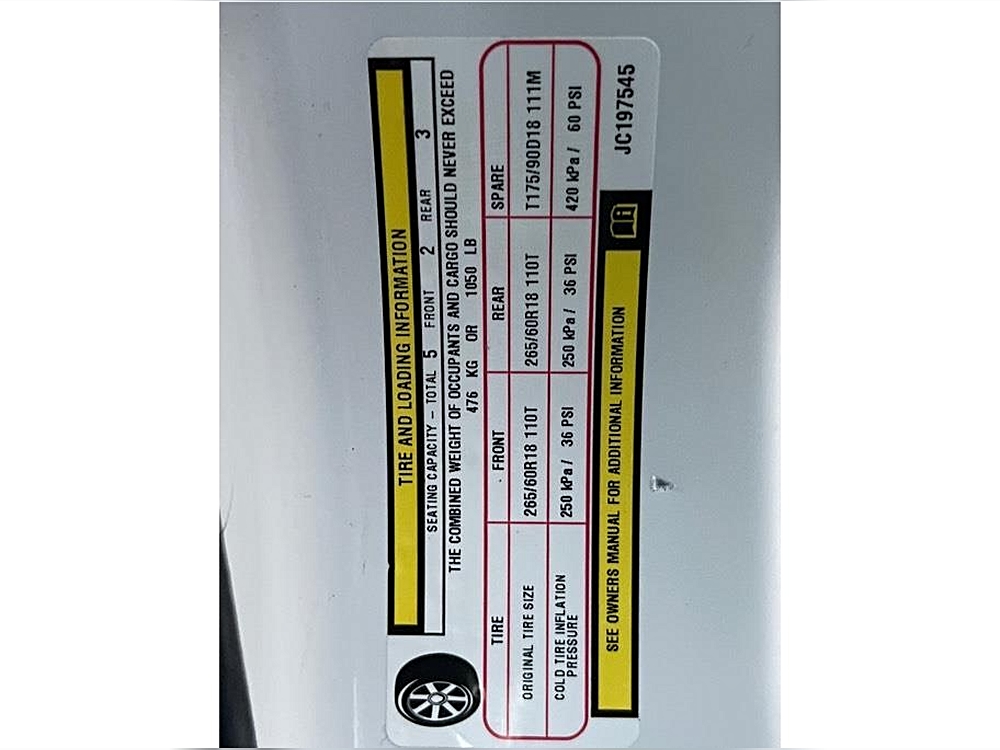 TIRE AND LOADING INFORMATION
SEATING CAPACITY – TOTAL 5 FRONT 2 REAR 3
THE COMBINED WEIGHT OF OCCUPANTS AND CARGO SHOULD NEVER EXCEED
476 KG OR 1050 LB
TIRE FRONT REAR SPARE
ORIGINAL TIRE SIZE 265/60R18 110T 265/60R18 110T T175/90D18 111M
COLD TIRE INFLATION PRESSURE 250 kPa / 36 PSI 250 kPa / 36 PSI 420 kPa / 60 PSI
SEE OWNERS MANUAL FOR ADDITIONAL INFORMATION
JC197545